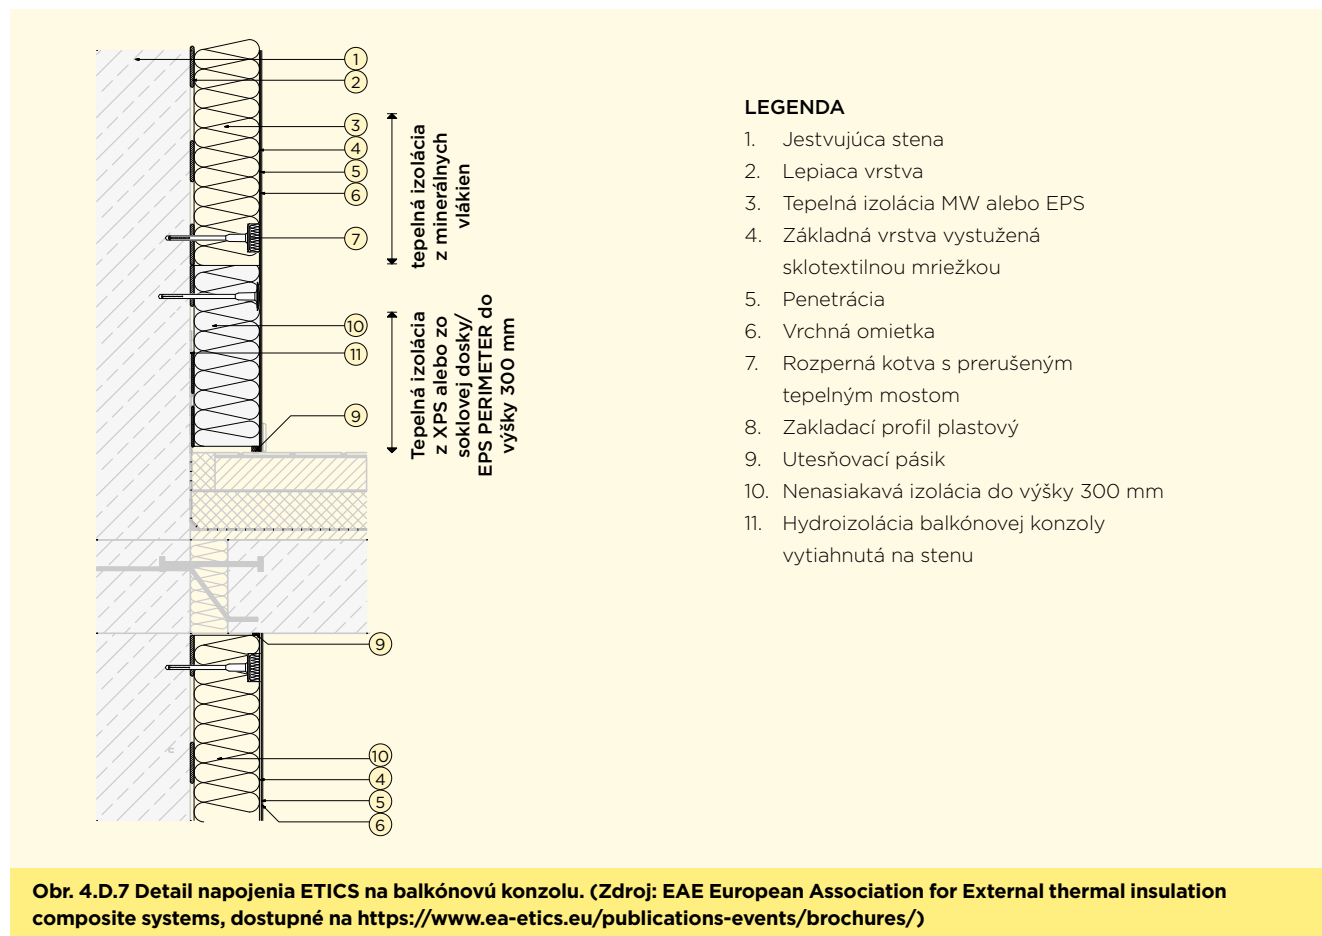 1
2
3
4
5
6
7
10
11
9
tepelná izolácia
z minerálnych
vlákien
Tepelná izolácia
z XPS alebo zo
soklovej dosky/
EPS PERIMETER do
výšky 300 mm
9
10
4
5
6
LEGENDA
1. Jestvujúca stena
2. Lepiaca vrstva
3. Tepelná izolácia MW alebo EPS
4. Základná vrstva vystužená
sklotextilnou mriežkou
5. Penetrácia
6. Vrchná omietka
7. Rozperná kotva s prerušeným
tepelným mostom
8. Zakladací profil plastový
9. Utesňovací pásik
10. Nenasiakavá izolácia do výšky 300 mm
11. Hydroizolácia balkónovej konzoly
vytiahnutá na stenu
Obr. 4.D.7 Detail napojenia ETICS na balkónovú konzolu. (Zdroj: EAE European Association for External thermal insulation
composite systems, dostupné na https://www.ea-etics.eu/publications-events/brochures/)